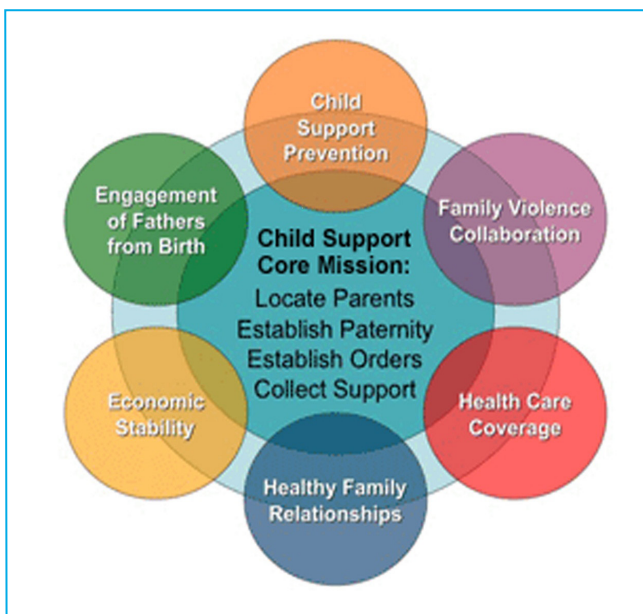 Child
Support
Prevention
Engagement
of Fathers
from Birth
Family Violence
Collaboration
Child Support
Core Mission:
Locate Parents
Establish Paternity
Establish Orders
Collect Support
Economic
Stability
Health Care
Coverage
Healthy Family
Relationships